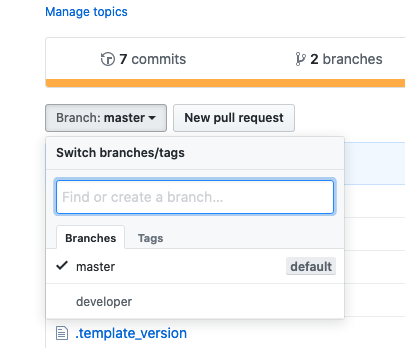 Manage topics
7 commits
2 branches
Branch: master
New pull request
Switch branches/tags
Find or create a branch...
Branches
Tags
master
default
developer
.template_version